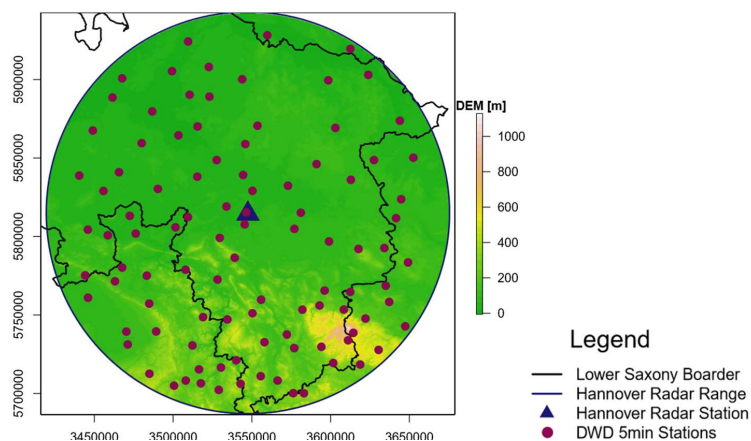 5900000
5850000
5800000
5750000
5700000
3450000
3500000
3550000
3600000
3650000
DEM [m]
1000
800
600
400
200
0
Legend
Lower Saxony Boarder
Hannover Radar Range
Hannover Radar Station
DWD 5min Stations